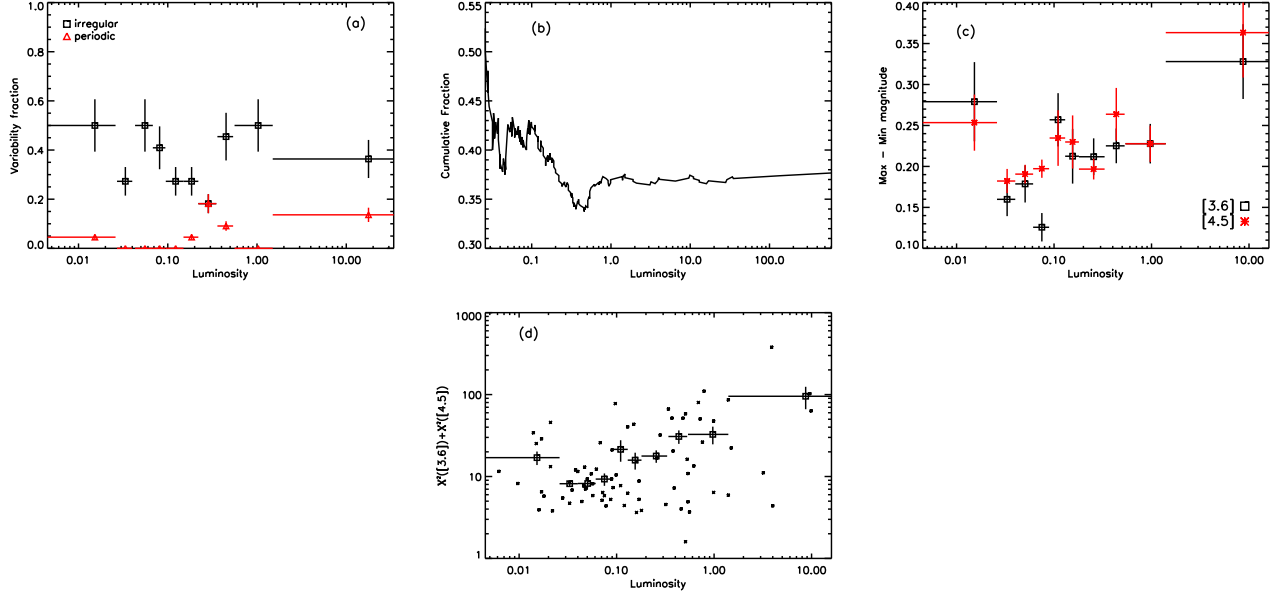 (a)
irregular
periodic
Variability fraction
1.0
0.8
0.6
0.4
0.2
0.0
0.01 0.10 1.00 10.00
Luminosity
(b)
Cumulative Fraction
0.55
0.50
0.45
0.40
0.35
0.30
0.1 1.0 10.0 100.0
Luminosity
(c)
Max - Min magnitude
0.40
0.35
0.30
0.25
0.20
0.15
0.10
[3.6]
[4.5]
0.01 0.10 1.00 10.00
Luminosity
(d)
X²([3.6])+X²([4.5])
1000
100
10
1
0.01 0.10 1.00 10.00
Luminosity